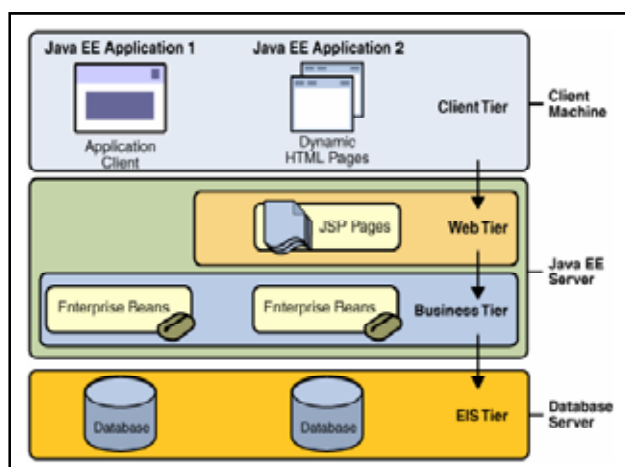 Java EE Application 1
Java EE Application 2
Application
Client
Dynamic
HTML Pages
Client Tier
Client
Machine
JSP Pages
Web Tier
Java EE
Server
Enterprise Beans
Enterprise Beans
Business Tier
Database
Database
EIS Tier
Database
Server